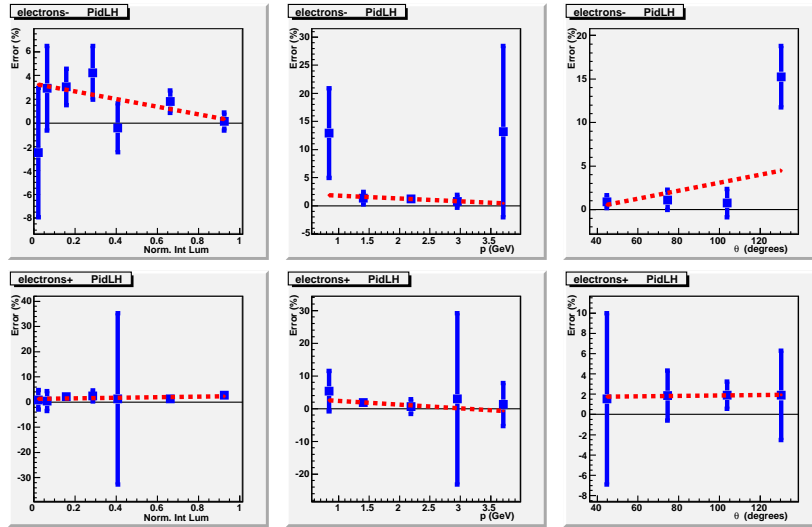 electrons- PidLH
Error (%)
6
4
2
0
-2
-4
-6
-8
0 0.2 0.4 0.6 0.8 1
Norm. Int Lum
electrons- PidLH
Error (%)
30
25
20
15
10
5
0
-5
1 1.5 2 2.5 3 3.5
p (GeV)
electrons- PidLH
Error (%)
20
15
10
5
0
40 60 80 100 120
θ (degrees)
electrons+ PidLH
Error (%)
40
30
20
10
0
-10
-20
-30
0 0.2 0.4 0.6 0.8 1
Norm. Int Lum
electrons+ PidLH
Error (%)
30
20
10
0
-10
-20
1 1.5 2 2.5 3 3.5
p (GeV)
electrons+ PidLH
Error (%)
10
8
6
4
2
0
-2
-4
-6
-8
40 60 80 100 120
θ (degrees)